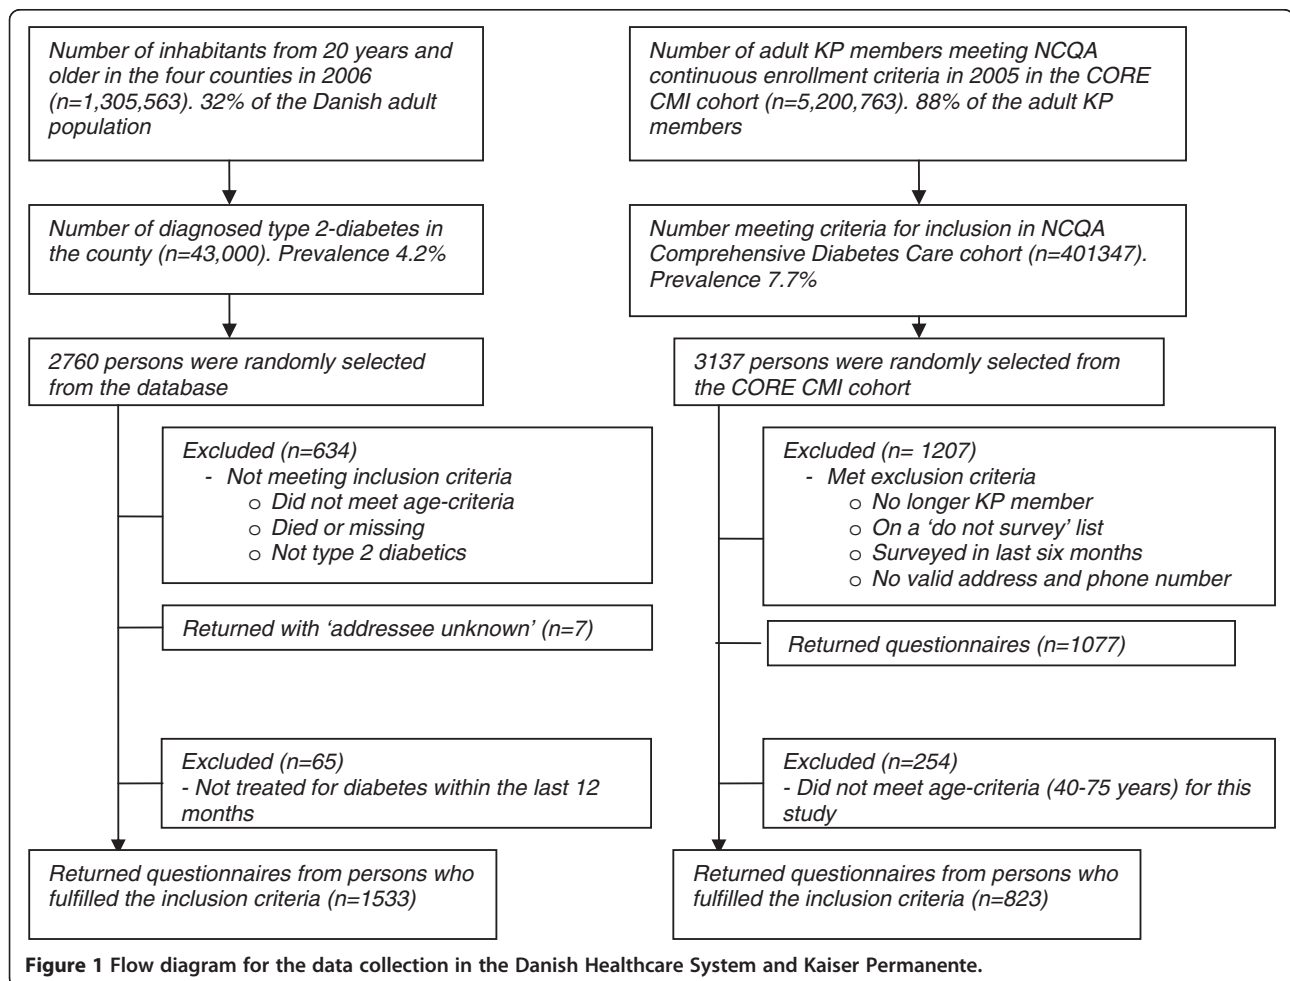 Number of inhabitants from 20 years and
older in the four counties in 2006
(n=1,305,563). 32% of the Danish adult
population
Number of diagnosed type 2-diabetes in
the county (n=43,000). Prevalence 4.2%
2760 persons were randomly selected
from the database
Excluded (n=634)
- Not meeting inclusion criteria
o Did not meet age-criteria
o Died or missing
o Not type 2 diabetics
Returned with ‘addressee unknown’ (n=7)
Excluded (n=65)
- Not treated for diabetes within the last 12
months
Returned questionnaires from persons who
fulfilled the inclusion criteria (n=1533)
Number of adult KP members meeting NCQA
continuous enrollment criteria in 2005 in the CORE
CMI cohort (n=5,200,763). 88% of the adult KP
members
Number meeting criteria for inclusion in NCQA
Comprehensive Diabetes Care cohort (n=401347).
Prevalence 7.7%
3137 persons were randomly selected from
the CORE CMI cohort
Excluded (n= 1207)
- Met exclusion criteria
o No longer KP member
o On a ‘do not survey’ list
o Surveyed in last six months
o No valid address and phone number
Returned questionnaires (n=1077)
Excluded (n=254)
- Did not meet age-criteria (40-75 years) for this
study
Returned questionnaires from persons who
fulfilled the inclusion criteria (n=823)
Figure 1 Flow diagram for the data collection in the Danish Healthcare System and Kaiser Permanente.